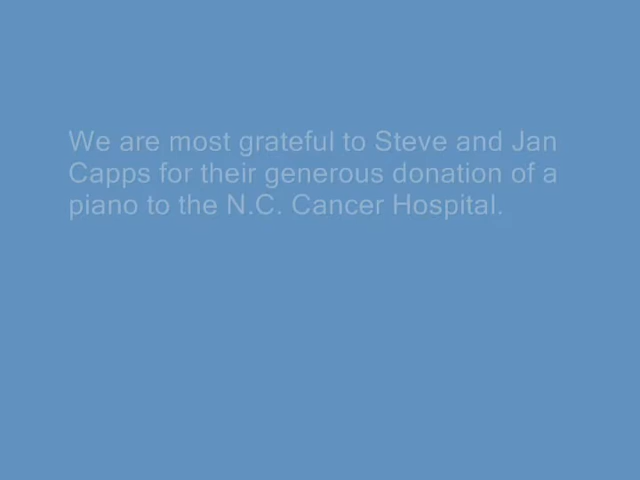 We are most grateful to Steve and Jan
Capps for their generous donation of a
piano to the N.C. Cancer Hospital.